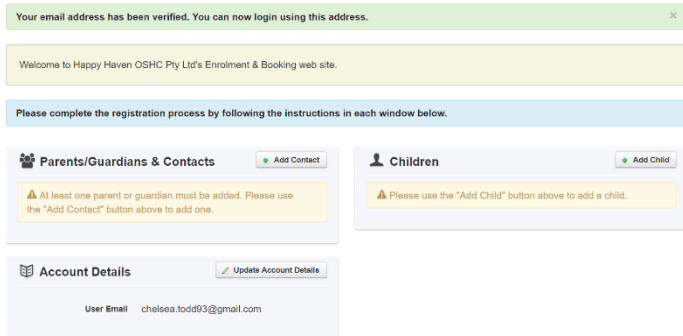 Your email address has been verified. You can now login using this address.
×
Welcome to Happy Haven OSHC Pty Ltd's Enrolment & Booking web site.
Please complete the registration process by following the instructions in each window below.
Parents/Guardians & Contacts
Add Contact
At least one parent or guardian must be added. Please use
the "Add Contact" button above to add one.
Children
Add Child
Please use the "Add Child" button above to add a child.
Account Details
Update Account Details
User Email chelsea.todd93@gmail.com